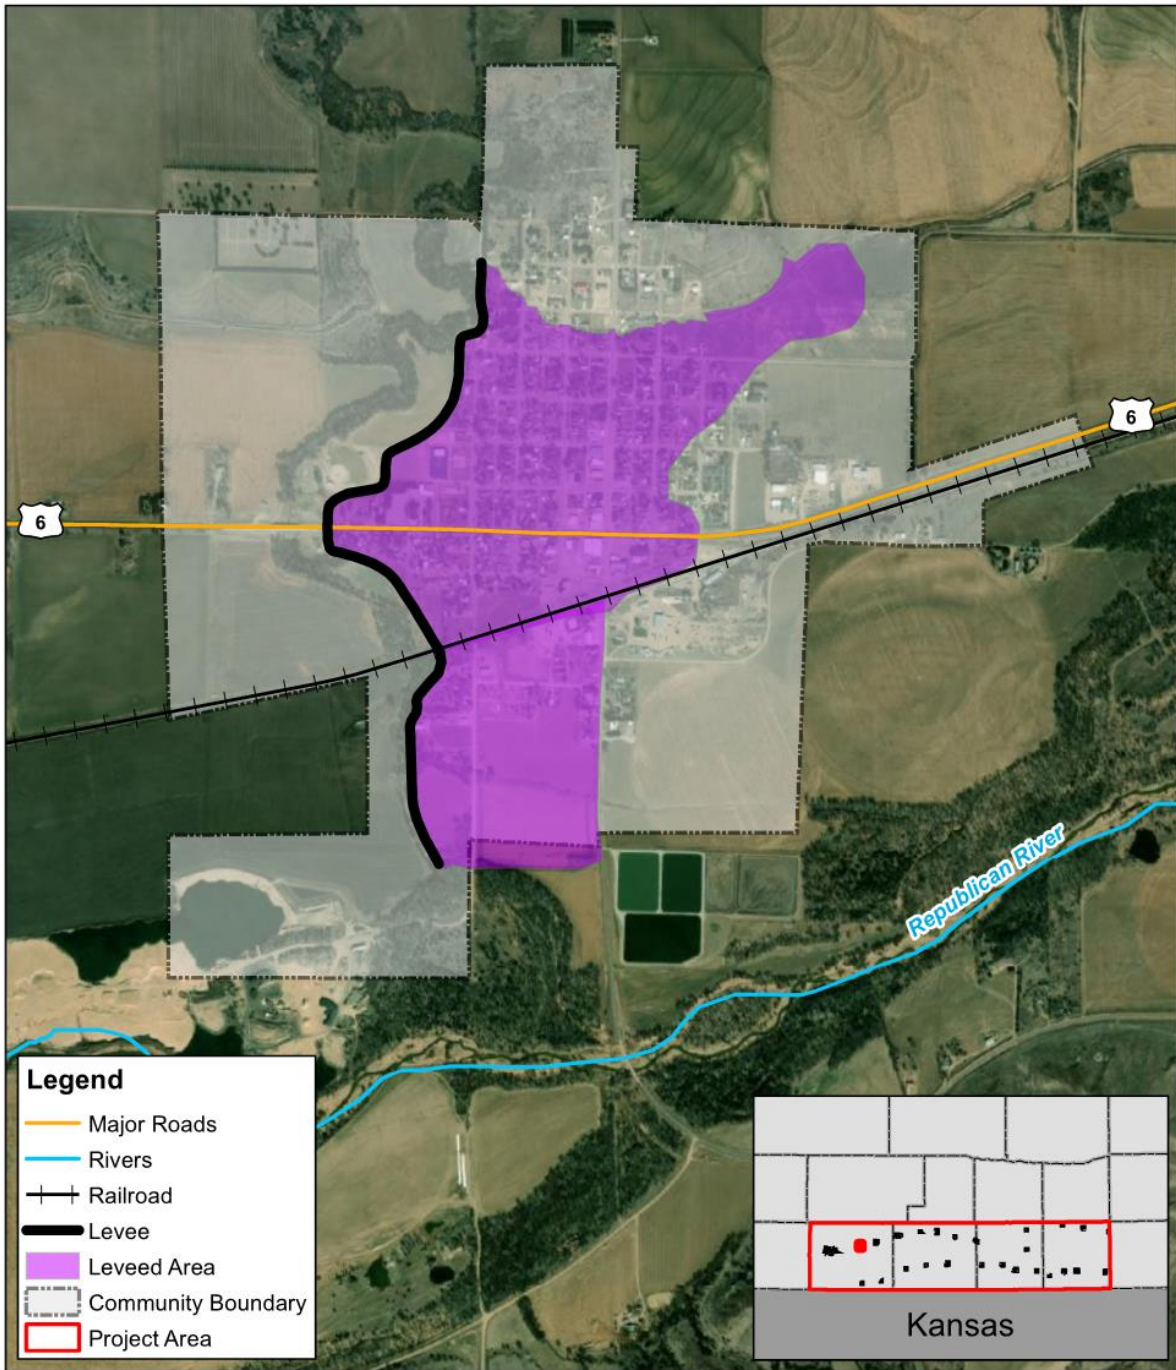 6
6
Republican River
Legend
Major Roads
Rivers
Railroad
Levee
Leveed Area
Community Boundary
Project Area
Kansas